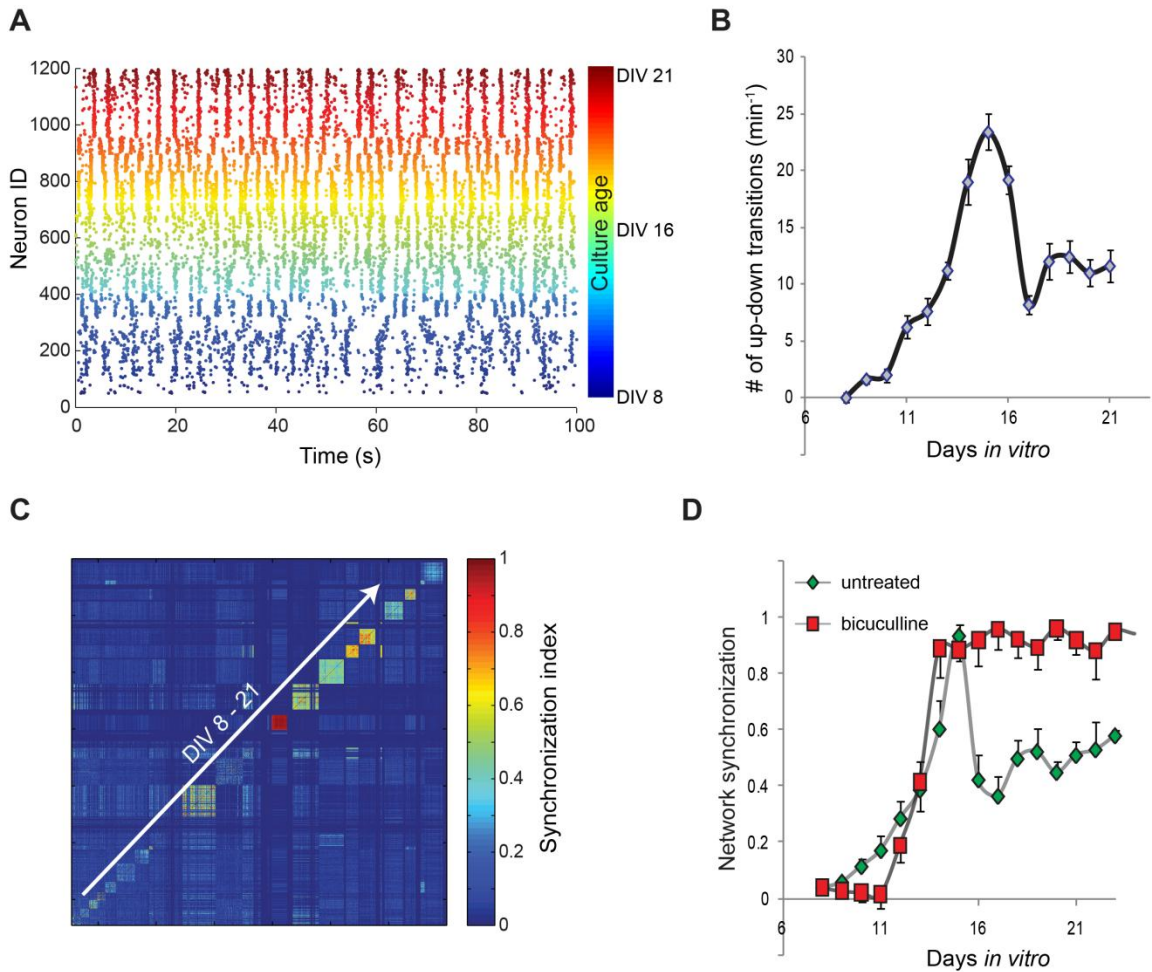 A
1200
1000
800
600
400
200
0
Neuron ID
0 20 40 60 80 100
Time (s)
Culture age
DIV 21
DIV 16
DIV 8
B
30
25
20
15
10
5
0
# of up-down transitions (min⁻¹)
6 11 16 21
Days in vitro
C
DIV 8 - 21
1
0.8
0.6
0.4
0.2
0
Synchronization index
D
untreated
bicuculline
1
0.8
0.6
0.4
0.2
0
Network synchronization
6 11 16 21
Days in vitro